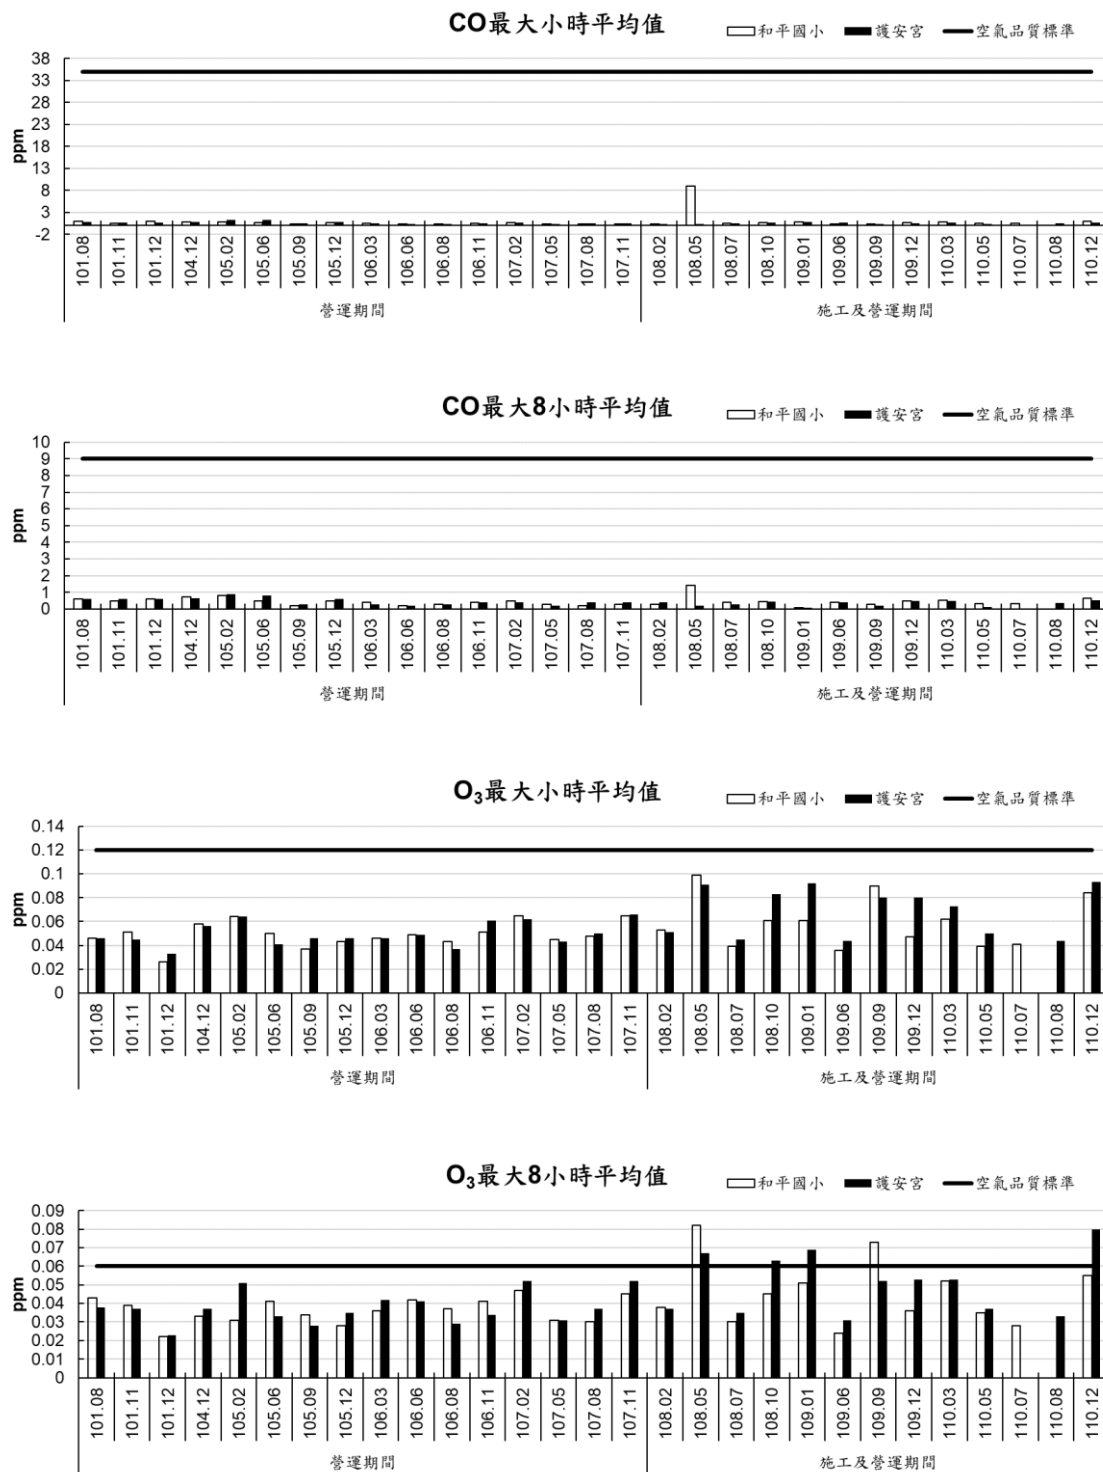 CO最大小時平均值
和平國小 護安宮 空氣品質標準
38
33
28
23
18
13
8
3
-2
ppm
101.08 101.11 101.12 104.12 105.02 105.06 105.09 105.12 106.03 106.06 106.08 106.11 107.02 107.05 107.08 107.11 108.02 108.05 108.07 108.10 109.01 109.06 109.09 109.12 110.03 110.05 110.07 110.08 110.12
營運期間 施工及營運期間
CO最大8小時平均值
和平國小 護安宮 空氣品質標準
10
9
8
7
6
5
4
3
2
1
0
ppm
101.08 101.11 101.12 104.12 105.02 105.06 105.09 105.12 106.03 106.06 106.08 106.11 107.02 107.05 107.08 107.11 108.02 108.05 108.07 108.10 109.01 109.06 109.09 109.12 110.03 110.05 110.07 110.08 110.12
營運期間 施工及營運期間
O₃最大小時平均值
和平國小 護安宮 空氣品質標準
0.14
0.12
0.1
0.08
0.06
0.04
0.02
0
ppm
101.08 101.11 101.12 104.12 105.02 105.06 105.09 105.12 106.03 106.06 106.08 106.11 107.02 107.05 107.08 107.11 108.02 108.05 108.07 108.10 109.01 109.06 109.09 109.12 110.03 110.05 110.07 110.08 110.12
營運期間 施工及營運期間
O₃最大8小時平均值
和平國小 護安宮 空氣品質標準
0.09
0.08
0.07
0.06
0.05
0.04
0.03
0.02
0.01
0
ppm
101.08 101.11 101.12 104.12 105.02 105.06 105.09 105.12 106.03 106.06 106.08 106.11 107.02 107.05 107.08 107.11 108.02 108.05 108.07 108.10 109.01 109.06 109.09 109.12 110.03 110.05 110.07 110.08 110.12
營運期間 施工及營運期間